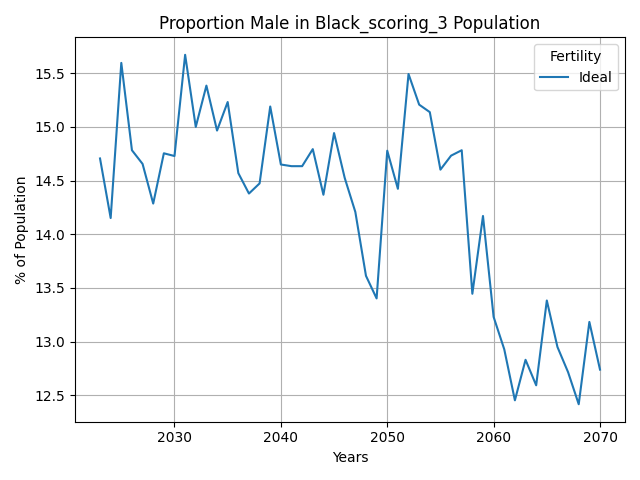 Proportion Male in Black_scoring_3 Population
Fertility
Ideal
15.5
15.0
14.5
14.0
13.5
13.0
12.5
% of Population
2030 2040 2050 2060 2070
Years